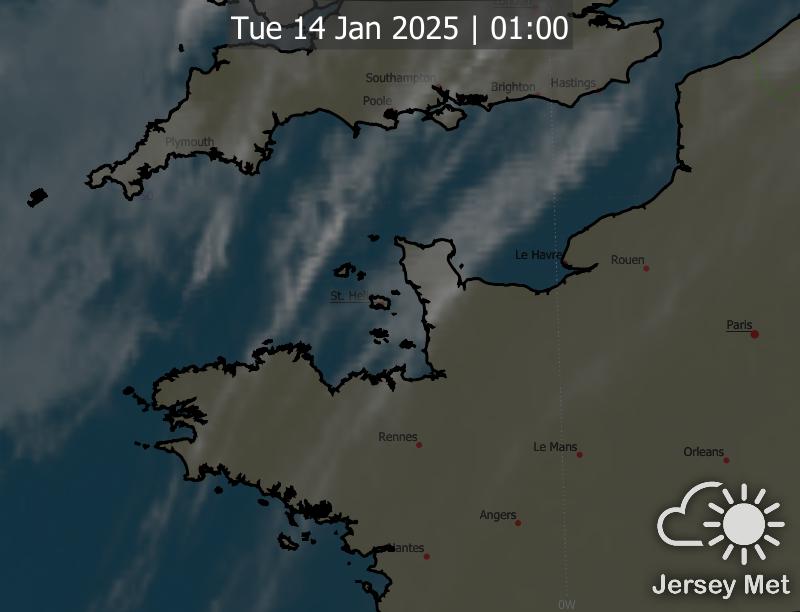 Tue 14 Jan 2025 | 01:00
Southampton
Brighton
Hastings
Poole
Plymouth
Le Havre
Rouen
St. Hel
Paris
Rennes
Le Mans
Orleans
Angers
Nantes
0W
Jersey Met